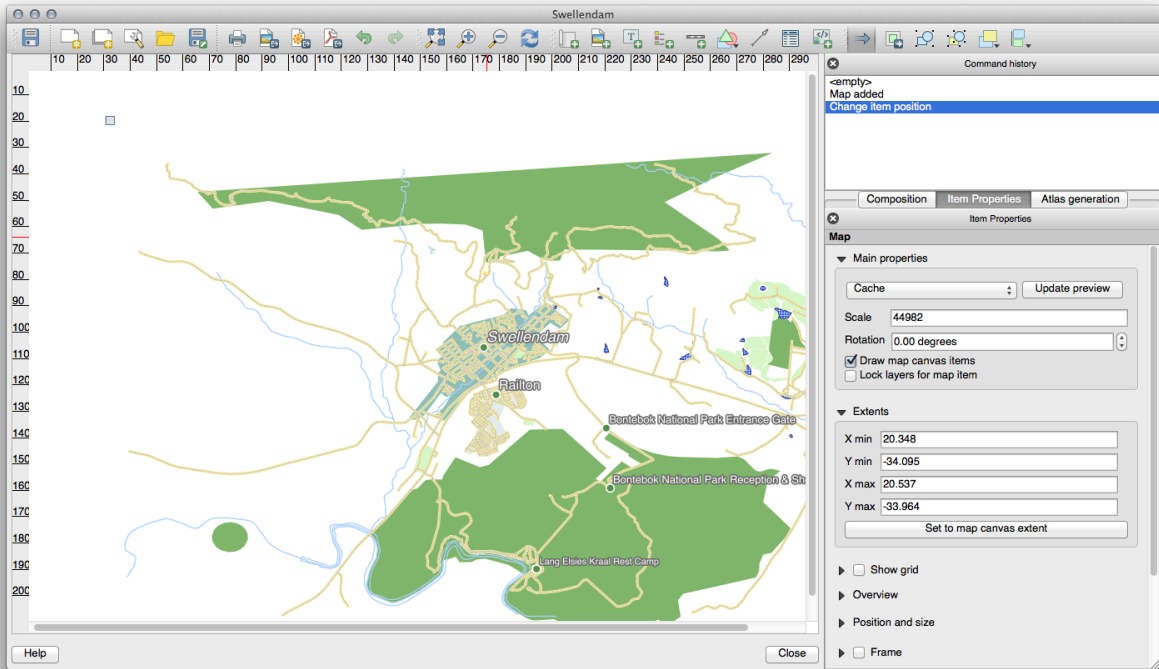 Swellendam
10 20 30 40 50 60 70 80 90 100 110 120 130 140 150 160 170 180 190 200 210 220 230 240 250 260 270 280 290
10
20
30
40
50
60
70
80
90
100
110
120
130
140
150
160
170
180
190
200
Swellendam
Railton
Bontebok National Park Entrance Gate
Bontebok National Park Reception & Sh
Lang Elsies Kraal Rest Camp
Help
Close
Command history
<empty>
Map added
Change item position
Composition
Item Properties
Atlas generation
Item Properties
Map
Main properties
Cache
Update preview
Scale
44982
Rotation
0.00 degrees
Draw map canvas items
Lock layers for map item
Extents
X min
20.348
Y min
-34.095
X max
20.537
Y max
-33.964
Set to map canvas extent
Show grid
Overview
Position and size
Frame